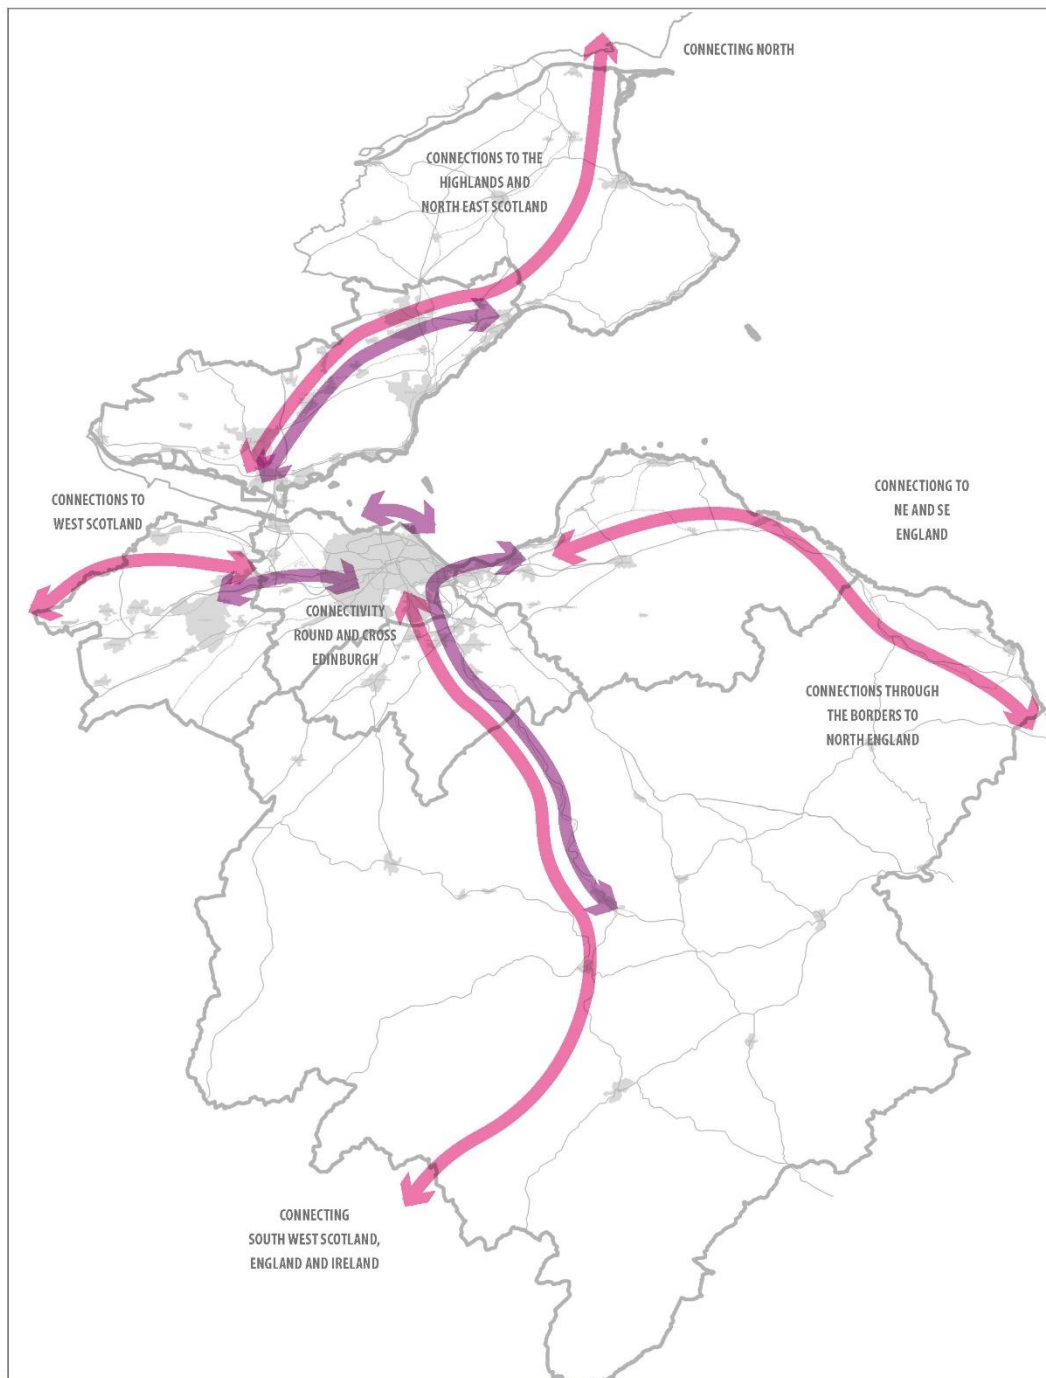 CONNECTING NORTH
CONNECTIONS TO THE
HIGHLANDS AND
NORTH EAST SCOTLAND
CONNECTIONS TO
WEST SCOTLAND
CONNECTIONG TO
NE AND SE
ENGLAND
CONNECTIVITY
ROUND AND CROSS
EDINBURGH
CONNECTIONS THROUGH
THE BORDERS TO
NORTH ENGLAND
CONNECTING
SOUTH WEST SCOTLAND,
ENGLAND AND IRELAND